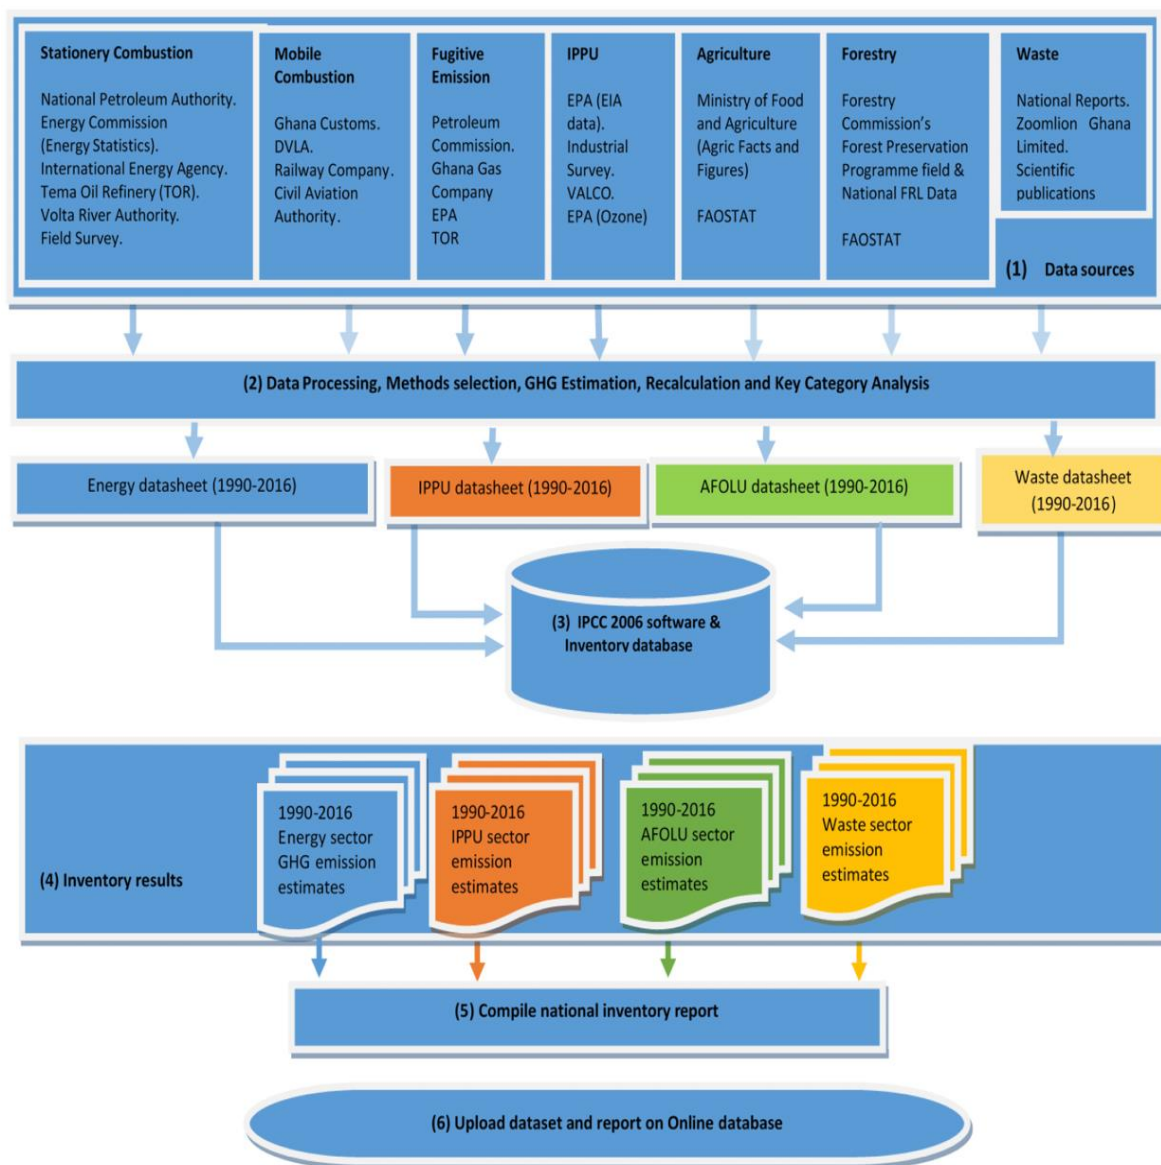 Stationery Combustion
National Petroleum Authority.
Energy Commission
(Energy Statistics).
International Energy Agency.
Tema Oil Refinery (TOR).
Volta River Authority.
Field Survey.
Mobile
Combustion
Ghana Customs.
DVLA.
Railway Company.
Civil Aviation
Authority.
Fugitive
Emission
Petroleum
Commission.
Ghana Gas
Company
EPA
TOR
IPPU
EPA (EIA
data).
Industrial
Survey.
VALCO.
EPA (Ozone)
Agriculture
Ministry of Food
and Agriculture
(Agric Facts and
Figures)
FAOSTAT
Forestry
Forestry
Commission's
Forest Preservation
Programme field &
National FRL Data
FAOSTAT
Waste
National Reports.
Zoomlion Ghana
Limited.
Scientific
publications
(1) Data sources
(2) Data Processing, Methods selection, GHG Estimation, Recalculation and Key Category Analysis
Energy datasheet (1990-2016)
IPPU datasheet (1990-2016)
AFOLU datasheet (1990-2016)
Waste datasheet
(1990-2016)
(3) IPCC 2006 software &
Inventory database
(4) Inventory results
1990-2016
Energy sector
GHG emission
estimates
1990-2016
IPPU sector
emission
estimates
1990-2016
AFOLU sector
emission
estimates
1990-2016
Waste sector
emission
estimates
(5) Compile national inventory report
(6) Upload dataset and report on Online database